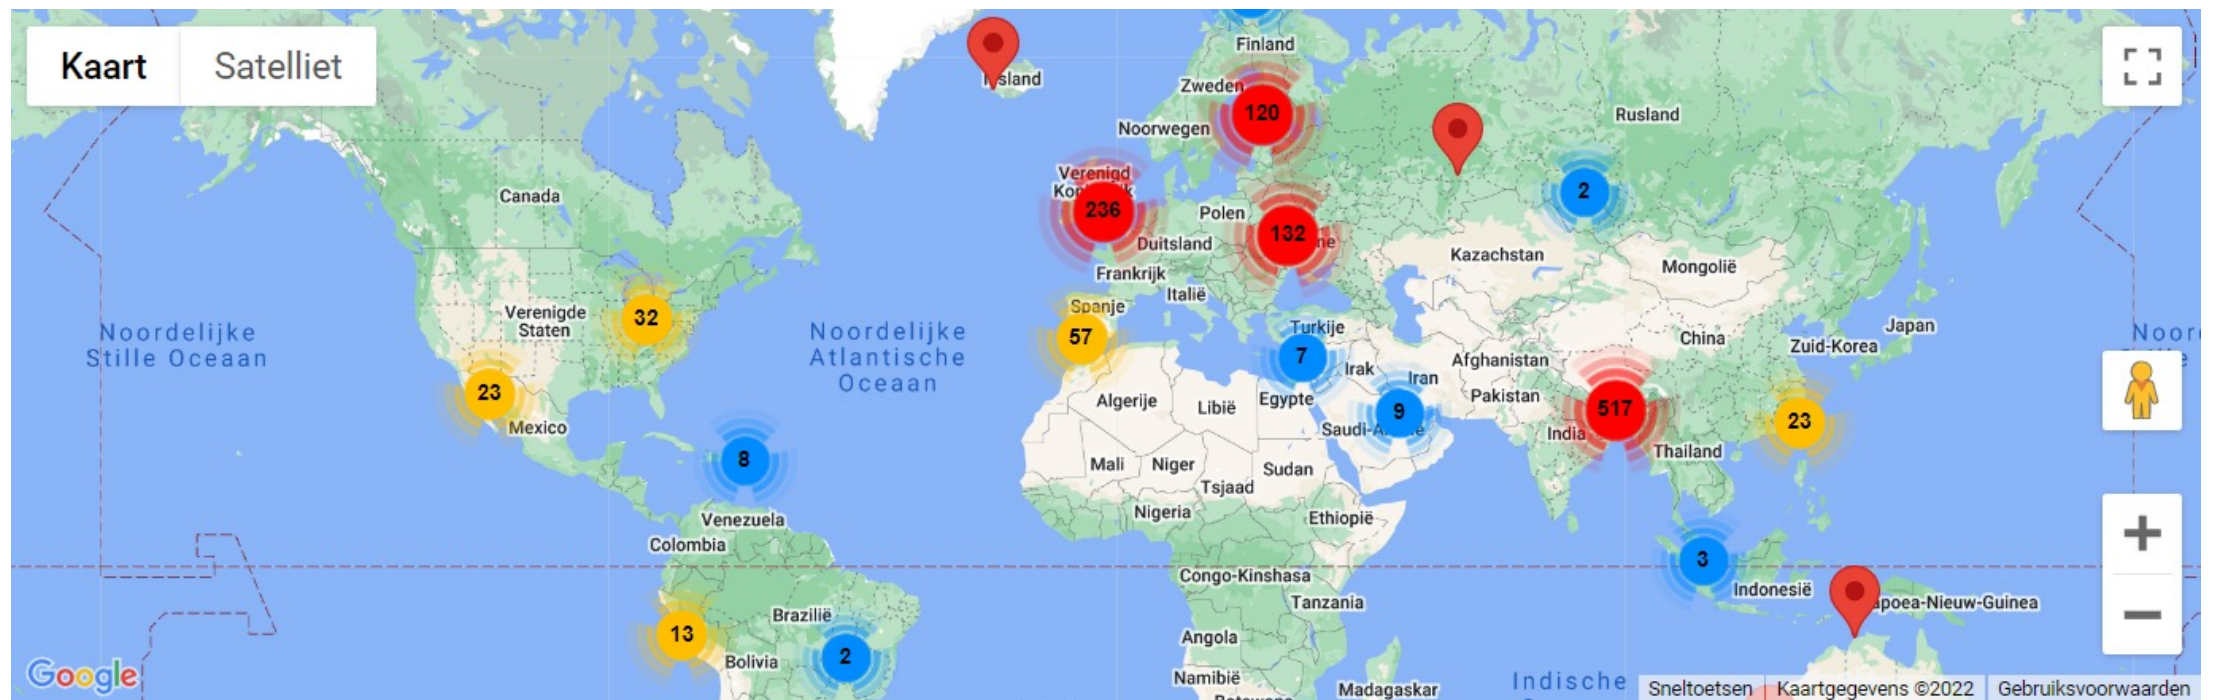 Kaart
Satelliet
Finland
Zweden
120
Noorwegen
Rusland
Verenigd
236
Polen
Duitsland
132
2
Canada
Kazachstan
Mongolië
Frankrijk
Italië
Spanje
57
Verenigde
Staten
32
Noordelijke
Stille Oceaan
Noordelijke
Atlantische
Oceaan
Turkije
7
China
Japan
Zuid-Korea
Afghanistan
Irak
Iran
Pakistan
23
Mexico
Algerije
Libië
Egypte
9
517
India
Thailand
23
8
Mali
Niger
Sudan
Tsjaad
Nigeria
Ethiopië
Venezuela
Colombia
3
Indonesië
Congo-Kinshasa
Tanzania
Brazilië
13
Bolivia
2
Angola
Namibië
Madagaskar
Indische
Google
Sneltoetsen
Kaartgegevens ©2022
Gebruiksvoorwaarden